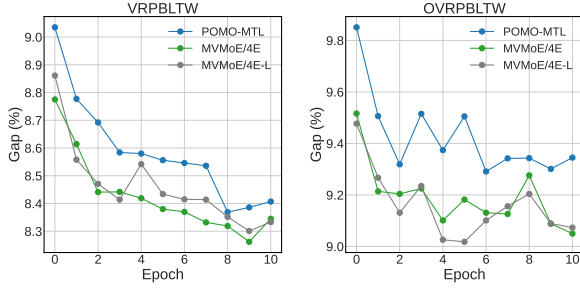 VRPBLTW
9.0
8.9
8.8
8.7
8.6
8.5
8.4
8.3
Gap (%)
POMO-MTL
MVMoE/4E
MVMoE/4E-L
0 2 4 6 8 10
Epoch
OVRPBLTW
9.8
9.6
9.4
9.2
9.0
Gap (%)
POMO-MTL
MVMoE/4E
MVMoE/4E-L
0 2 4 6 8 10
Epoch